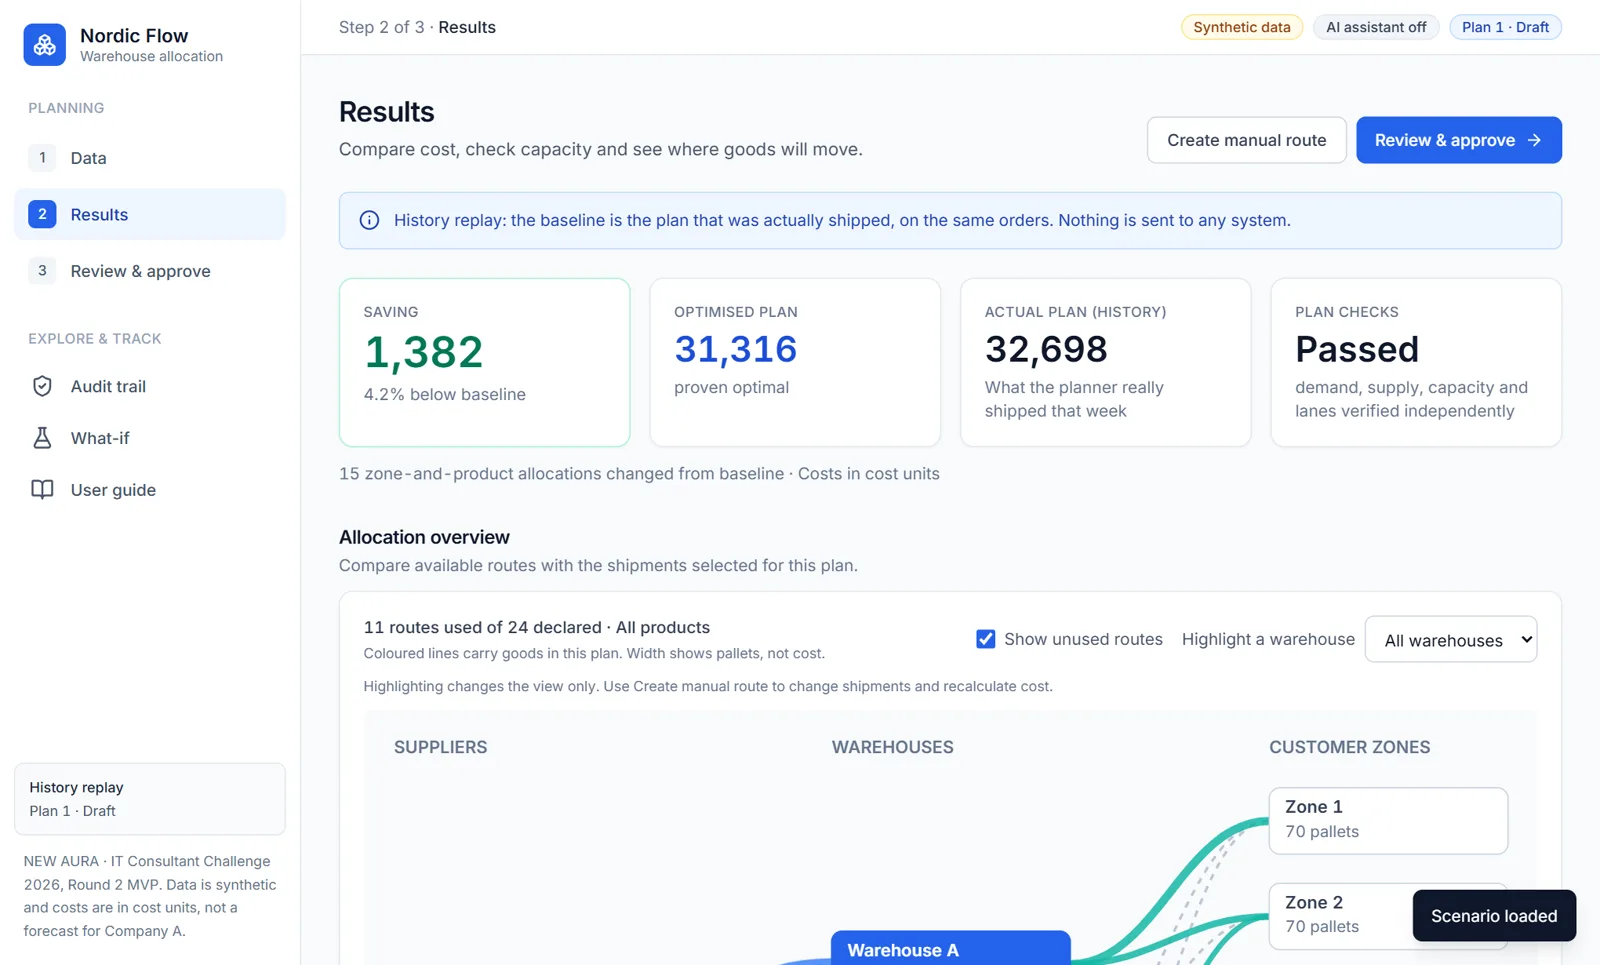 Nordic Flow
Warehouse allocation
PLANNING
1 Data
2 Results
3 Review & approve
EXPLORE & TRACK
Audit trail
What-if
User guide
History replay
Plan 1 · Draft
NEW AURA · IT Consultant Challenge
2026, Round 2 MVP. Data is synthetic
and costs are in cost units, not a
forecast for Company A.
Step 2 of 3 · Results
Synthetic data
AI assistant off
Plan 1 · Draft
Results
Compare cost, check capacity and see where goods will move.
Create manual route
Review & approve →
History replay: the baseline is the plan that was actually shipped, on the same orders. Nothing is sent to any system.
SAVING
1,382
4.2% below baseline
OPTIMISED PLAN
31,316
proven optimal
ACTUAL PLAN (HISTORY)
32,698
What the planner really
shipped that week
PLAN CHECKS
Passed
demand, supply, capacity and
lanes verified independently
15 zone-and-product allocations changed from baseline · Costs in cost units
Allocation overview
Compare available routes with the shipments selected for this plan.
11 routes used of 24 declared · All products
Coloured lines carry goods in this plan. Width shows pallets, not cost.
Show unused routes
Highlight a warehouse
All warehouses
Highlighting changes the view only. Use Create manual route to change shipments and recalculate cost.
SUPPLIERS
WAREHOUSES
CUSTOMER ZONES
Zone 1
70 pallets
Zone 2
70 pallets
Warehouse A
Scenario loaded